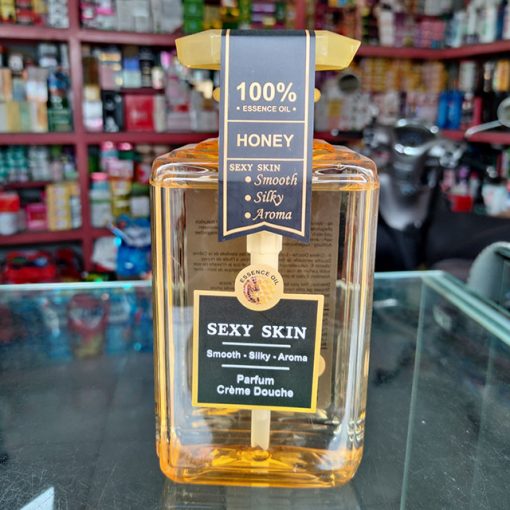 100%
• ESSENCE OIL •
HONEY
SEXY SKIN
• Smooth
• Silky
• Aroma
ESSENCE OIL
SEXY SKIN
Smooth - Silky - Aroma
Parfum
Crème Douche